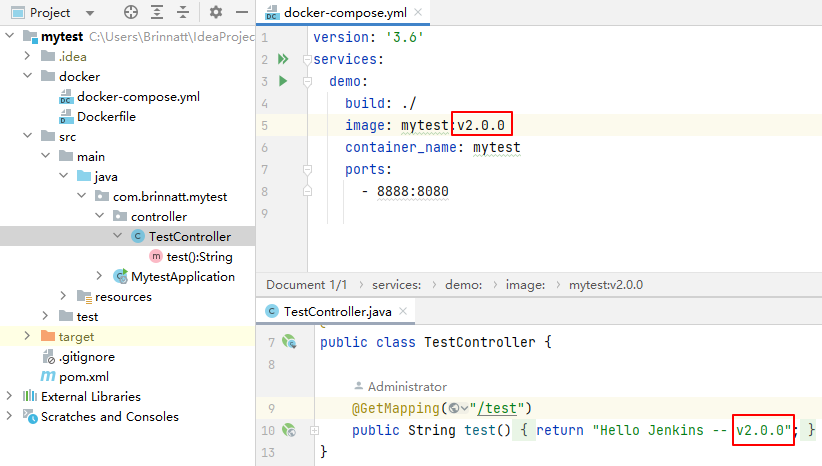 Project
mytest C:\Users\Brinnatt\IdeaProjec
.idea
docker
docker-compose.yml
Dockerfile
src
main
java
com.brinnatt.mytest
controller
TestController
test():String
MytestApplication
resources
test
target
.gitignore
pom.xml
External Libraries
Scratches and Consoles
docker-compose.yml
1 version: '3.6'
2 services:
3 demo:
4 build: ./
5 image: mytest:v2.0.0
6 container_name: mytest
7 ports:
8 - 8888:8080
9
Document 1/1 services: demo: image: mytest:v2.0.0
TestController.java
7 public class TestController {
8
Administrator
9 @GetMapping("/test")
10 public String test() { return "Hello Jenkins -- v2.0.0"; }
13 }